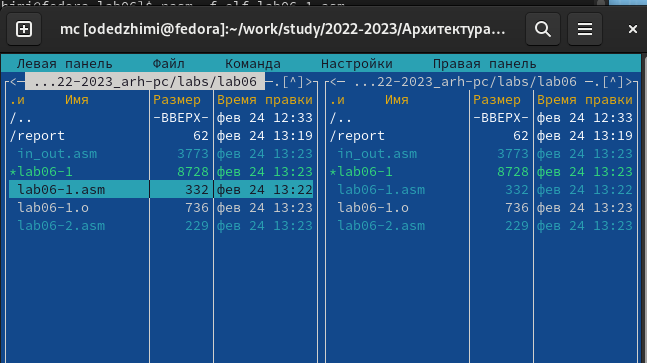 mc [odedzhimi@fedora]:~/work/study/2022-2023/Архитектура...
Левая панель Файл Команда Настройки Правая панель
<— ...22-2023_arh-pc/labs/lab06 —.[^]> <— ...22-2023_arh-pc/labs/lab06 —.[^]>
.и Имя Размер Время правки .и Имя Размер Время правки
/.. -ВВЕРХ- фев 24 12:33 /.. -ВВЕРХ- фев 24 12:33
/report 62 фев 24 13:19 /report 62 фев 24 13:19
in_out.asm 3773 фев 24 13:23 in_out.asm 3773 фев 24 13:23
*lab06-1 8728 фев 24 13:23 *lab06-1 8728 фев 24 13:23
lab06-1.asm 332 фев 24 13:22 lab06-1.asm 332 фев 24 13:22
lab06-1.o 736 фев 24 13:23 lab06-1.o 736 фев 24 13:23
lab06-2.asm 229 фев 24 13:23 lab06-2.asm 229 фев 24 13:23